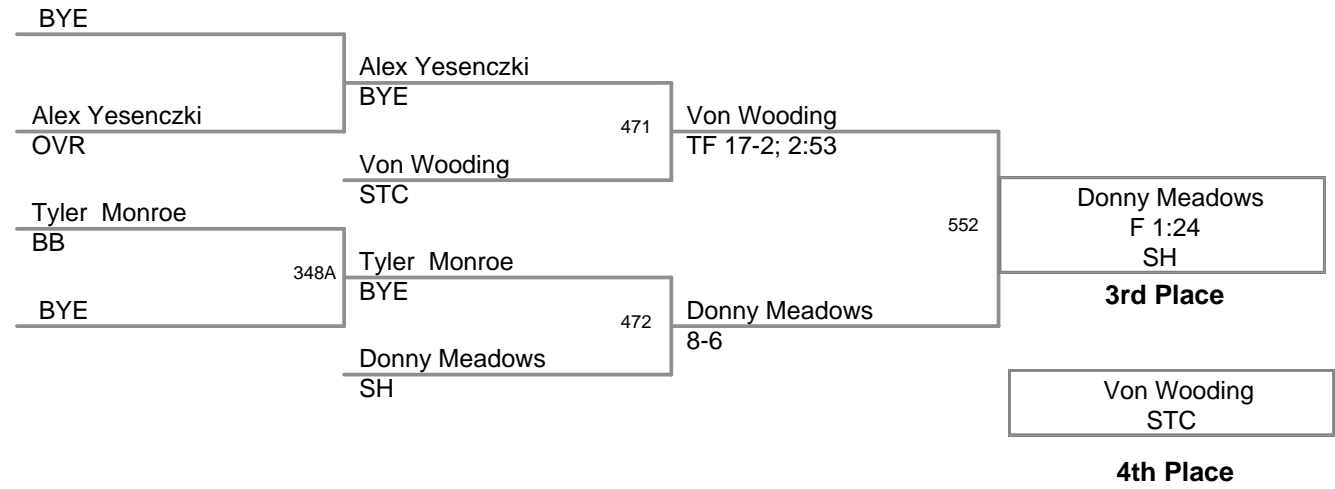 BYE
Alex Yesenczki
BYE
Alex Yesenczki
OVR
471
Von Wooding
TF 17-2; 2:53
Von Wooding
STC
Tyler  Monroe
BB
348A
Tyler  Monroe
BYE
BYE
472
Donny Meadows
8-6
Donny Meadows
SH
552
Donny Meadows
F 1:24
SH
3rd Place
Von Wooding
STC
4th Place